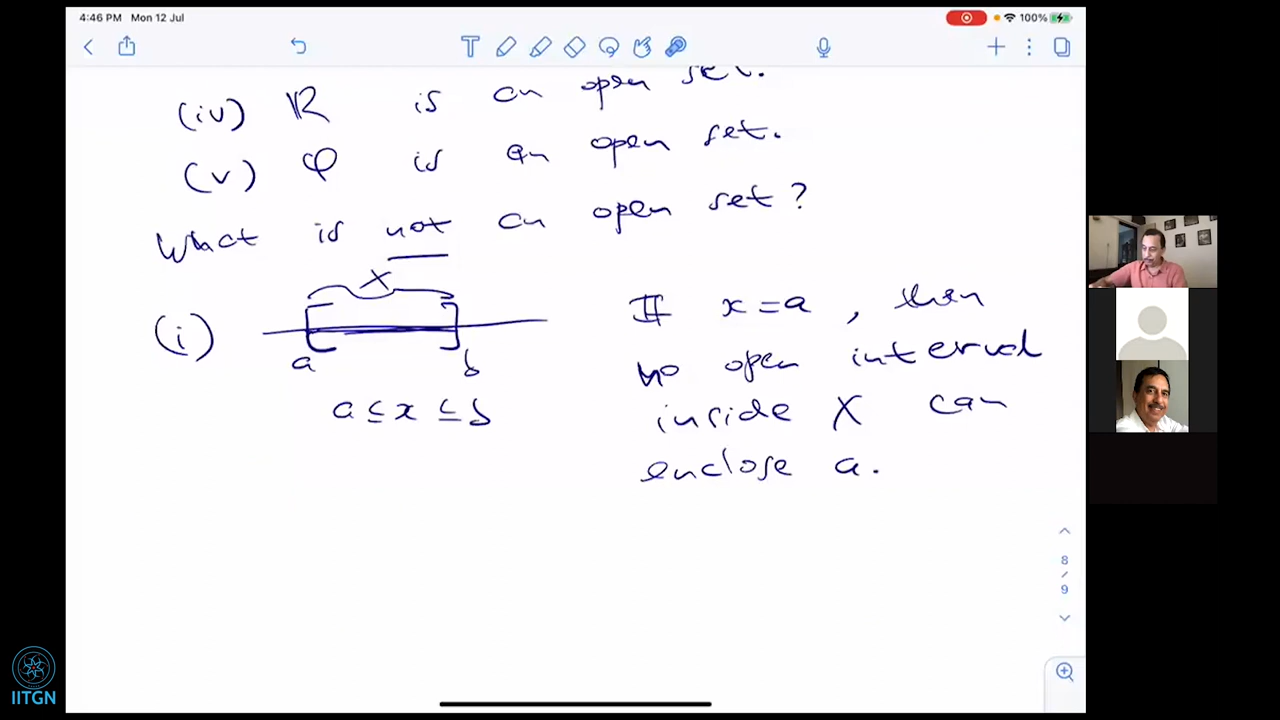 4:46 PM Mon 12 Jul
100%
(iv) ℝ is an open set.
(v) φ is an open set.
What is not an open set?
X
(i)
a b
a ≤ x ≤ b
If x = a, then
no open interval
inside X can
enclose a.
8
/
9
IITGN